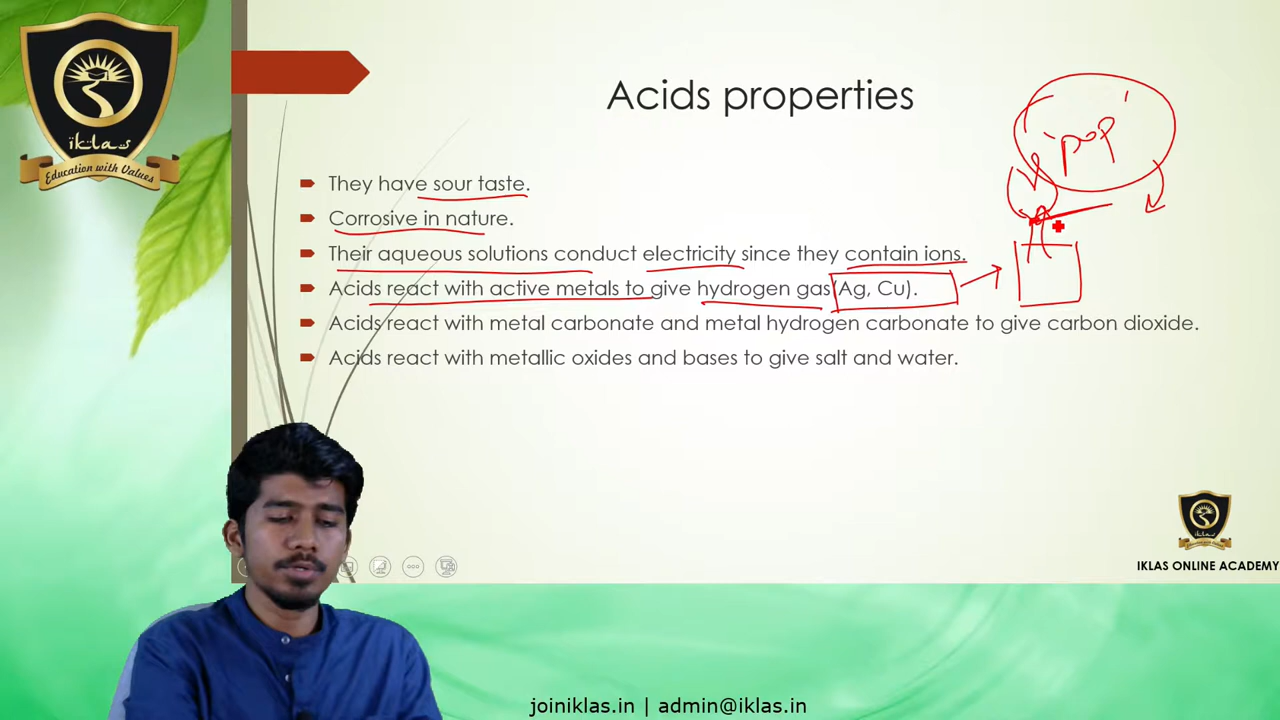 iklas
Education with Values
Acids properties
pop
They have sour taste.
Corrosive in nature.
Their aqueous solutions conduct electricity since they contain ions.
Acids react with active metals to give hydrogen gas(Ag, Cu).
Acids react with metal carbonate and metal hydrogen carbonate to give carbon dioxide.
Acids react with metallic oxides and bases to give salt and water.
IKLAS ONLINE ACADEMY
joiniklas.in | admin@iklas.in